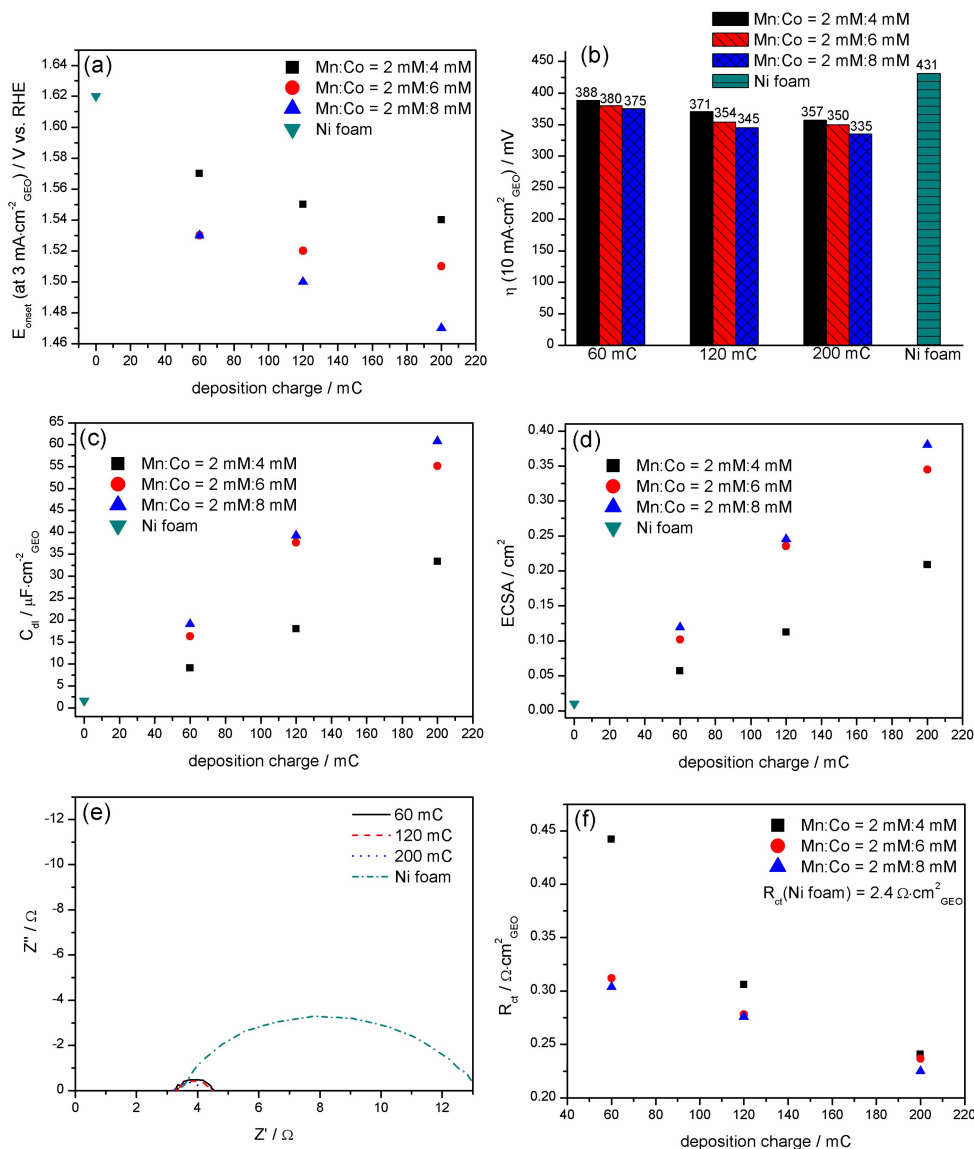 (a)
Mn:Co = 2 mM:4 mM
Mn:Co = 2 mM:6 mM
Mn:Co = 2 mM:8 mM
Ni foam
E_onset (at 3 mA·cm⁻²_GEO) / V vs. RHE
1.64
1.62
1.60
1.58
1.56
1.54
1.52
1.50
1.48
1.46
0 20 40 60 80 100 120 140 160 180 200 220
deposition charge / mC
(b)
Mn:Co = 2 mM:4 mM
Mn:Co = 2 mM:6 mM
Mn:Co = 2 mM:8 mM
Ni foam
η (10 mA·cm²_GEO) / mV
450
400
350
300
250
200
150
100
50
0
388 380 375 371 354 345 357 350 335 431
60 mC 120 mC 200 mC Ni foam
(c)
Mn:Co = 2 mM:4 mM
Mn:Co = 2 mM:6 mM
Mn:Co = 2 mM:8 mM
Ni foam
C_dl / μF·cm⁻²_GEO
65
60
55
50
45
40
35
30
25
20
15
10
5
0
0 20 40 60 80 100 120 140 160 180 200 220
deposition charge / mC
(d)
Mn:Co = 2 mM:4 mM
Mn:Co = 2 mM:6 mM
Mn:Co = 2 mM:8 mM
Ni foam
ECSA / cm²
0.40
0.35
0.30
0.25
0.20
0.15
0.10
0.05
0.00
0 20 40 60 80 100 120 140 160 180 200 220
deposition charge / mC
(e)
60 mC
120 mC
200 mC
Ni foam
Z'' / Ω
-12
-10
-8
-6
-4
-2
0
0 2 4 6 8 10 12
Z' / Ω
(f)
Mn:Co = 2 mM:4 mM
Mn:Co = 2 mM:6 mM
Mn:Co = 2 mM:8 mM
R_ct(Ni foam) = 2.4 Ω·cm²_GEO
R_ct / Ω·cm²_GEO
0.45
0.40
0.35
0.30
0.25
0.20
40 60 80 100 120 140 160 180 200 220
deposition charge / mC